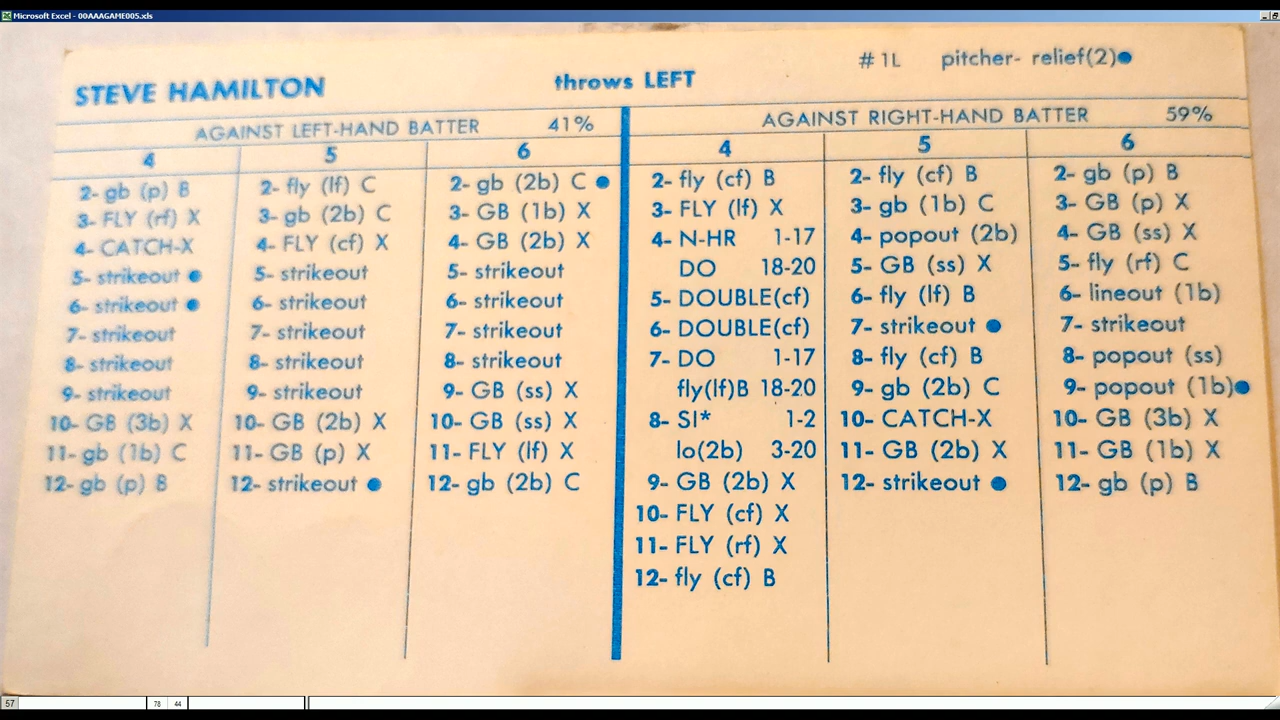 Microsoft Excel - 00AAAGAME005.xls
STEVE HAMILTON throws LEFT # 1L pitcher- relief(2)●
AGAINST LEFT-HAND BATTER 41%
4
2- gb (p) B
3- FLY (rf) X
4- CATCH-X
5- strikeout ●
6- strikeout ●
7- strikeout
8- strikeout
9- strikeout
10- GB (3b) X
11- gb (1b) C
12- gb (p) B
5
2- fly (lf) C
3- gb (2b) C
4- FLY (cf) X
5- strikeout
6- strikeout
7- strikeout
8- strikeout
9- strikeout
10- GB (2b) X
11- GB (p) X
12- strikeout ●
6
2- gb (2b) C ●
3- GB (1b) X
4- GB (2b) X
5- strikeout
6- strikeout
7- strikeout
8- strikeout
9- GB (ss) X
10- GB (ss) X
11- FLY (lf) X
12- gb (2b) C
AGAINST RIGHT-HAND BATTER 59%
4
2- fly (cf) B
3- FLY (lf) X
4- N-HR 1-17
DO 18-20
5- DOUBLE(cf)
6- DOUBLE(cf)
7- DO 1-17
fly(lf)B 18-20
8- SI* 1-2
lo(2b) 3-20
9- GB (2b) X
10- FLY (cf) X
11- FLY (rf) X
12- fly (cf) B
5
2- fly (cf) B
3- gb (1b) C
4- popout (2b)
5- GB (ss) X
6- fly (lf) B
7- strikeout ●
8- fly (cf) B
9- gb (2b) C
10- CATCH-X
11- GB (2b) X
12- strikeout ●
6
2- gb (p) B
3- GB (p) X
4- GB (ss) X
5- fly (rf) C
6- lineout (1b)
7- strikeout
8- popout (ss)
9- popout (1b)●
10- GB (3b) X
11- GB (1b) X
12- gb (p) B
57 78 44